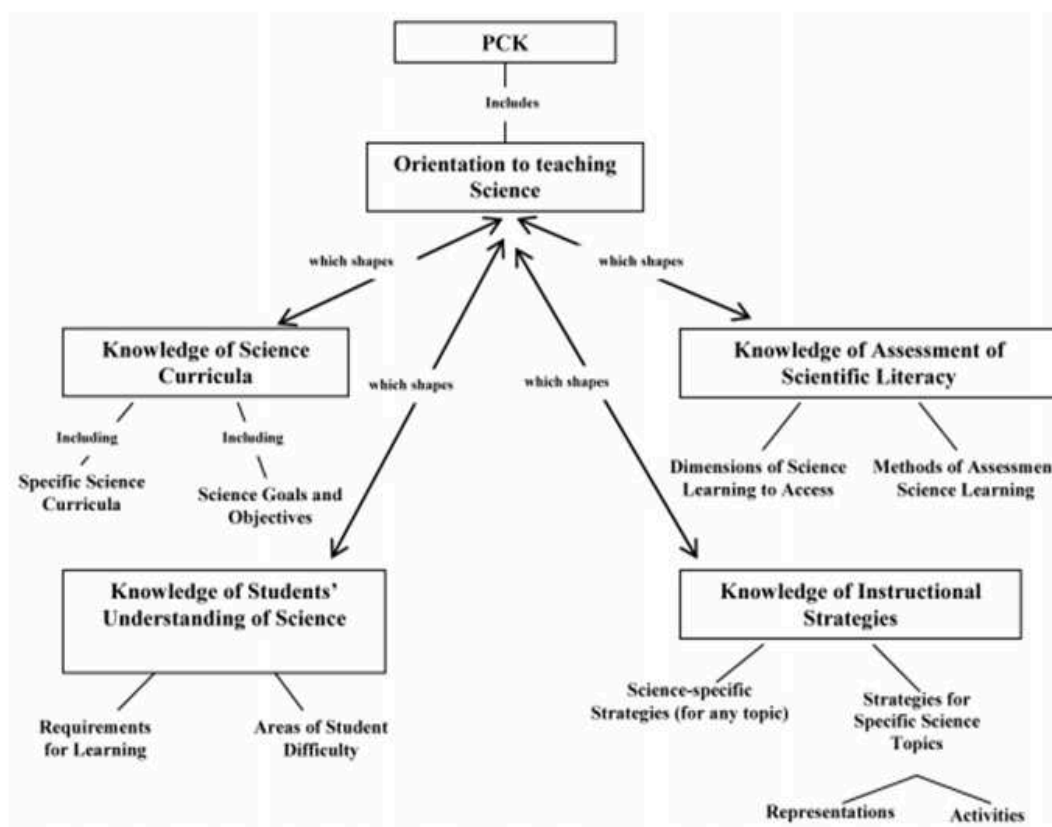 PCK
Includes
Orientation to teaching
Science
which shapes
which shapes
Knowledge of Science
Curricula
Knowledge of Assessment of
Scientific Literacy
which shapes
which shapes
Including
Including
Specific Science
Curricula
Science Goals and
Objectives
Dimensions of Science
Learning to Access
Methods of Assessmen
Science Learning
Knowledge of Students’
Understanding of Science
Knowledge of Instructional
Strategies
Requirements
for Learning
Areas of Student
Difficulty
Science-specific
Strategies (for any topic)
Strategies for
Specific Science
Topics
Representations
Activities